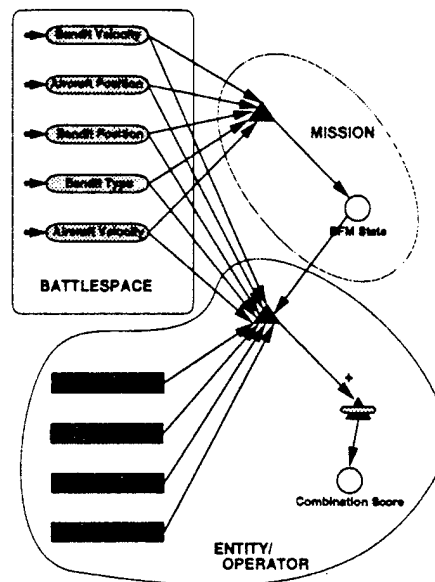 Bandit Velocity
Aircraft Position
Bandit Position
Bandit Type
Aircraft Velocity
BATTLESPACE
MISSION
BFM State
+
Combination Score
ENTITY/
OPERATOR